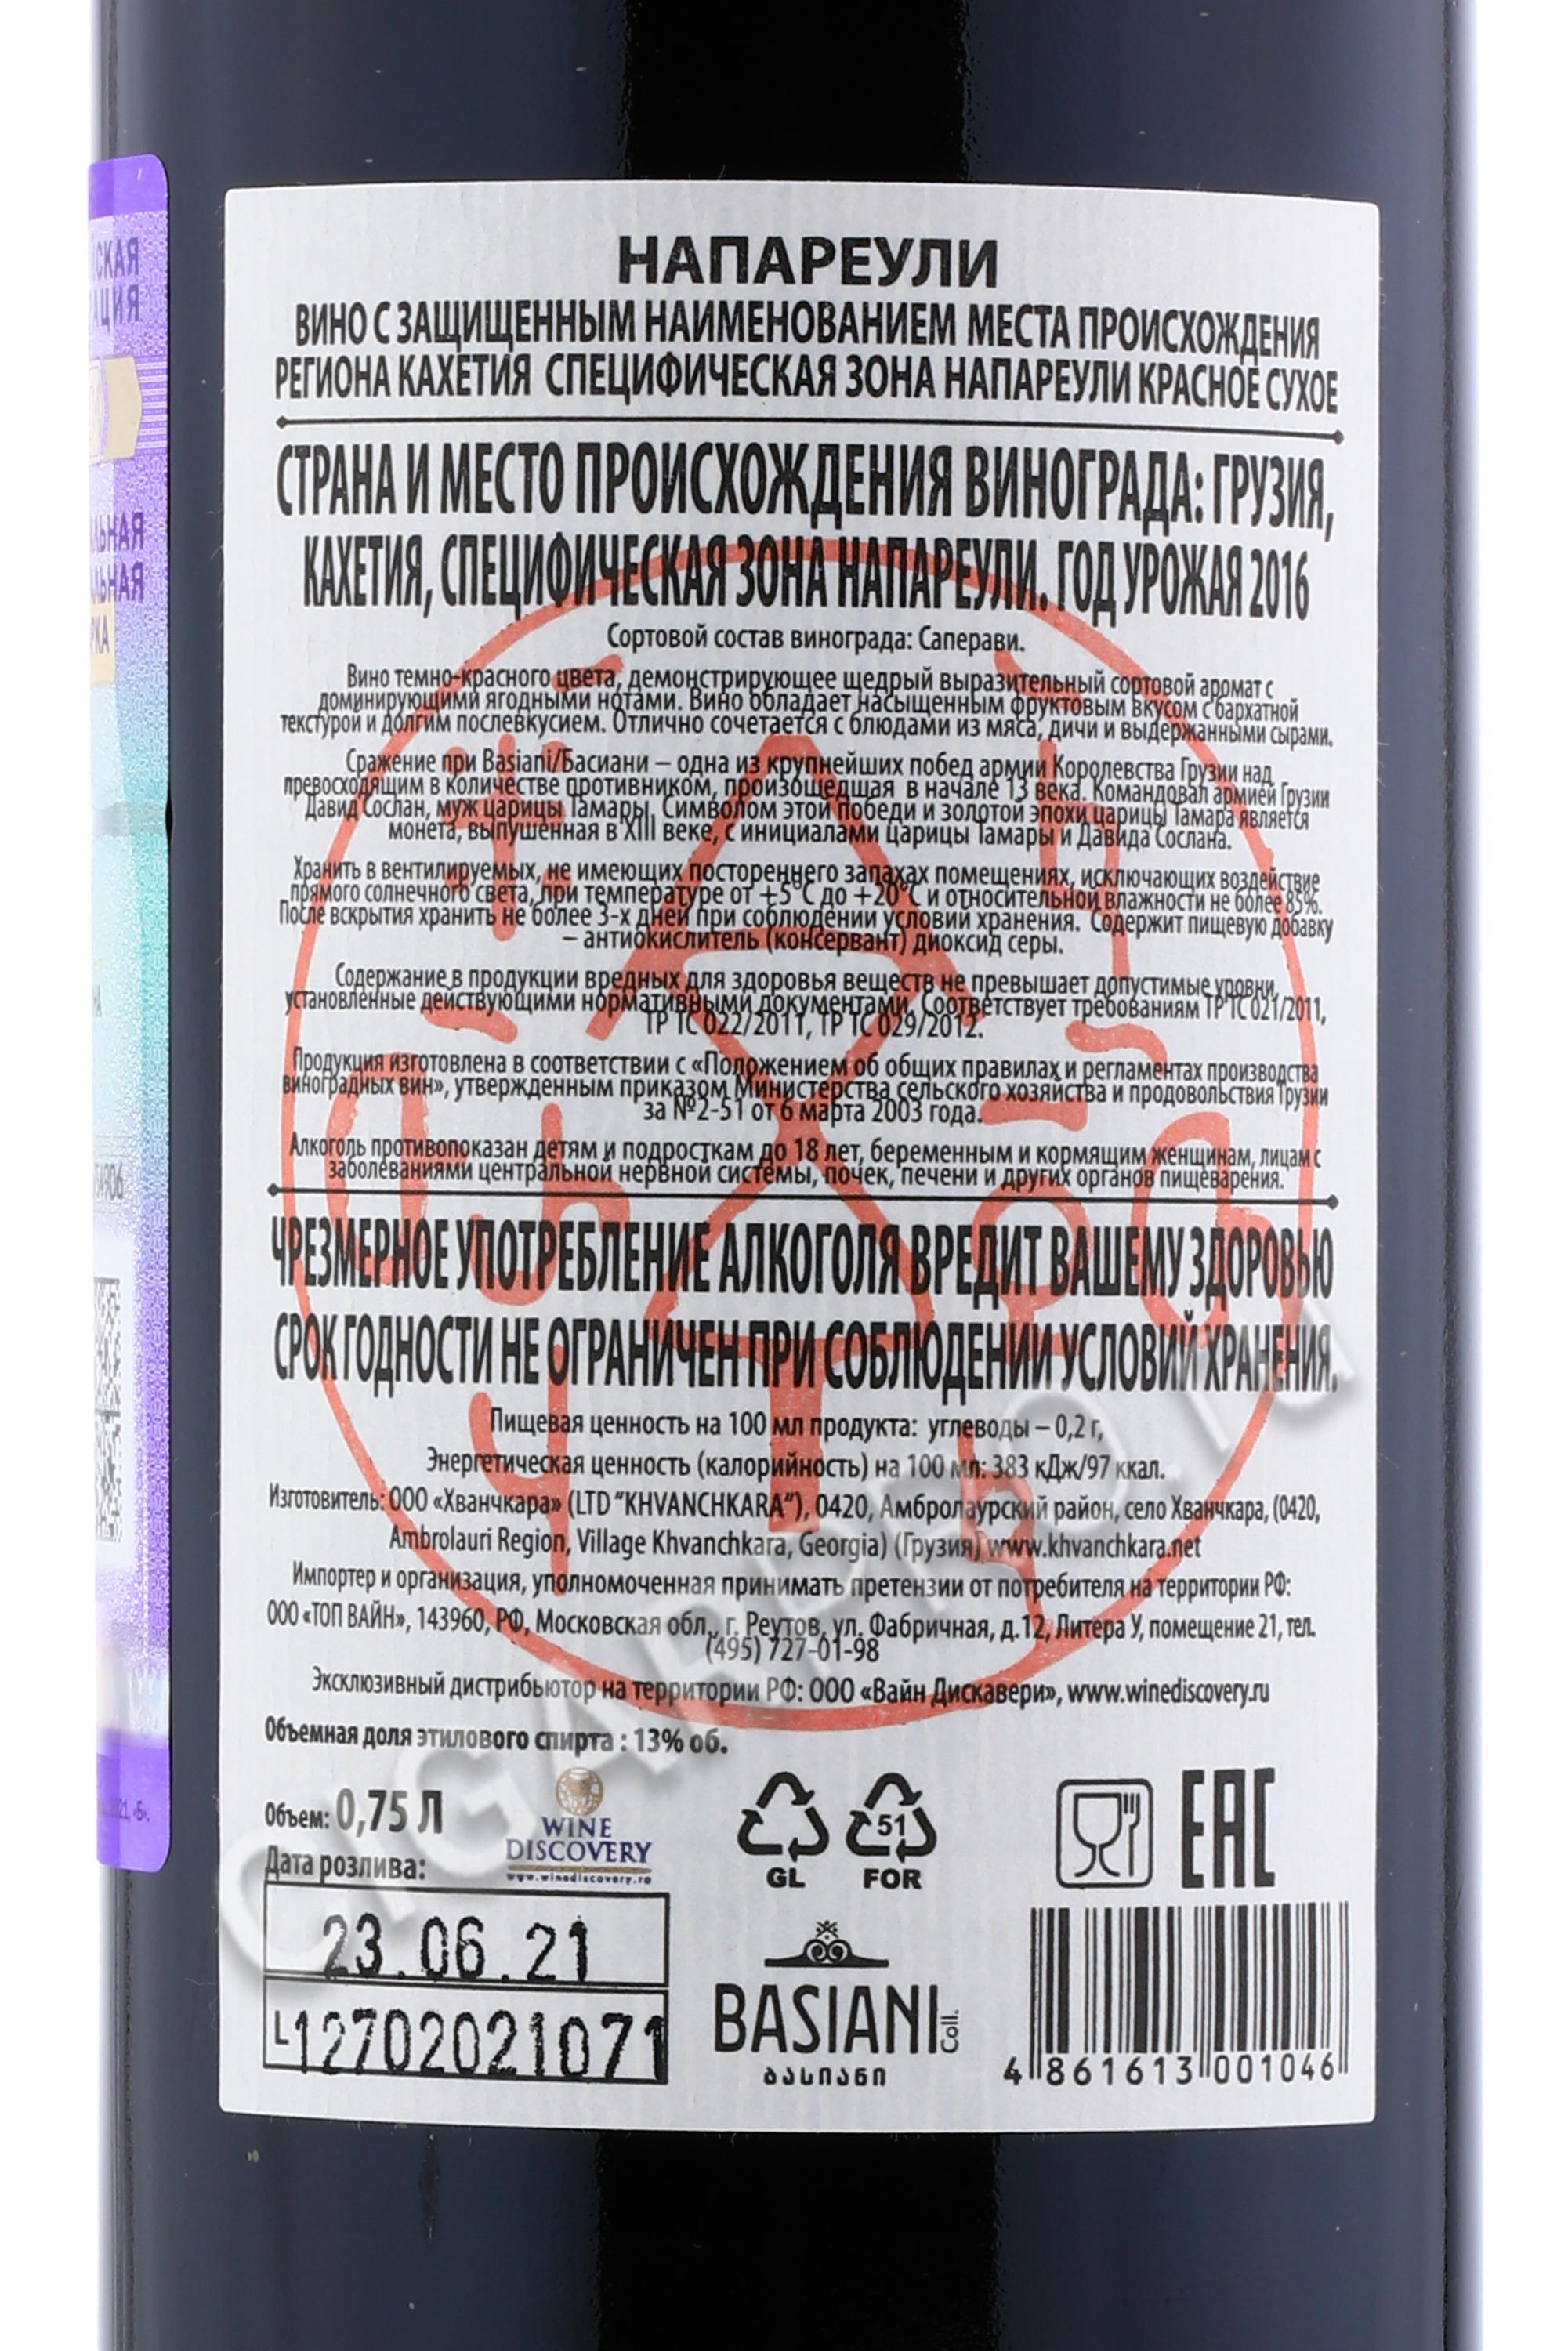 НАПАРЕУЛИ
ВИНО С ЗАЩИЩЕННЫМ НАИМЕНОВАНИЕМ МЕСТА ПРОИСХОЖДЕНИЯ
РЕГИОНА КАХЕТИЯ СПЕЦИФИЧЕСКАЯ ЗОНА НАПАРЕУЛИ КРАСНОЕ СУХОЕ
СТРАНА И МЕСТО ПРОИСХОЖДЕНИЯ ВИНОГРАДА: ГРУЗИЯ,
КАХЕТИЯ, СПЕЦИФИЧЕСКАЯ ЗОНА НАПАРЕУЛИ. ГОД УРОЖАЯ 2016
Сортовой состав винограда: Саперави.
Вино темно-красного цвета, демонстрирующее щедрый выразительный сортовой аромат с
доминирующими ягодными нотами. Вино обладает насыщенным фруктовым вкусом с бархатной
текстурой и долгим послевкусием. Отлично сочетается с блюдами из мяса, дичи и выдержанными сырами.
Сражение при Basiani/Басиани – одна из крупнейших побед армии Королевства Грузии над
превосходящим в количестве противником, произошедшая в начале 13 века. Командовал армией Грузии
Давид Сослан, муж царицы Тамары. Символом этой победы и золотой эпохи царицы Тамара является
монета, выпушенная в XIII веке, с инициалами царицы Тамары и Давида Сослана.
Хранить в вентилируемых, не имеющих постореннего запахах помещениях, исключающих воздействие
прямого солнечного света, при температуре от +5°С до +20°С и относительной влажности не более 85%.
После вскрытия хранить не более 3-х дней при соблюдении условий хранения. Содержит пищевую добавку
– антиокислитель (консервант) диоксид серы.
Содержание в продукции вредных для здоровья веществ не превышает допустимые уровни,
установленные действующими нормативными документами. Соответствует требованиям ТР ТС 021/2011,
ТР ТС 022/2011, ТР ТС 029/2012.
Продукция изготовлена в соответствии с «Положением об общих правилах и регламентах производства
виноградных вин», утвержденным приказом Министерства сельского хозяйства и продовольствия Грузии
за №2-51 от 6 марта 2003 года.
Алкоголь противопоказан детям и подросткам до 18 лет, беременным и кормящим женщинам, лицам с
заболеваниями центральной нервной системы, почек, печени и других органов пищеварения.
ЧРЕЗМЕРНОЕ УПОТРЕБЛЕНИЕ АЛКОГОЛЯ ВРЕДИТ ВАШЕМУ ЗДОРОВЬЮ
СРОК ГОДНОСТИ НЕ ОГРАНИЧЕН ПРИ СОБЛЮДЕНИИ УСЛОВИЙ ХРАНЕНИЯ.
Пищевая ценность на 100 мл продукта: углеводы – 0,2 г,
Энергетическая ценность (калорийность) на 100 мл: 383 кДж/97 ккал.
Изготовитель: ООО «Хванчкара» (LTD “KHVANCHKARA”), 0420, Амбролаурский район, село Хванчкара, (0420,
Ambrolauri Region, Village Khvanchkara, Georgia) (Грузия) www.khvanchkara.net
Импортер и организация, уполномоченная принимать претензии от потребителя на территории РФ:
ООО «ТОП ВАЙН», 143960, РФ, Московская обл., г. Реутов, ул. Фабричная, д.12, Литера У, помещение 21, тел.
(495) 727-01-98
Эксклюзивный дистрибьютор на территории РФ: ООО «Вайн Дискавери», www.winediscovery.ru
Объемная доля этилового спирта : 13% об.
Объем: 0,75 Л
WINE
DISCOVERY
www.winediscovery.ru
GL
51
FOR
EAC
Дата розлива:
23.06.21
L12702021071
BASIANI Coll.
ბასიანი
4 861613 001046
CIGARPRO.ru